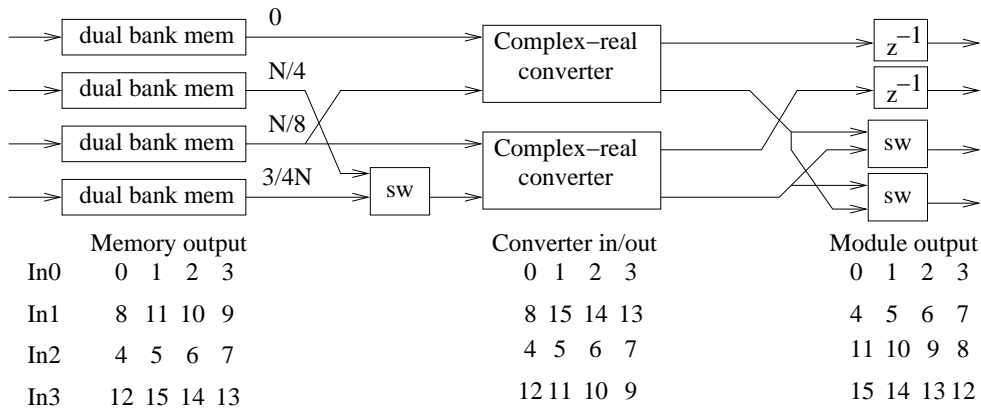 0
dual bank mem
N/4
dual bank mem
N/8
dual bank mem
3/4N
dual bank mem
sw
Complex−real
converter
Complex−real
converter
z−1
z−1
sw
sw
Memory output Converter in/out Module output
In0 0 1 2 3 0 1 2 3 0 1 2 3
In1 8 11 10 9 8 15 14 13 4 5 6 7
In2 4 5 6 7 4 5 6 7 11 10 9 8
In3 12 15 14 13 12 11 10 9 15 14 13 12